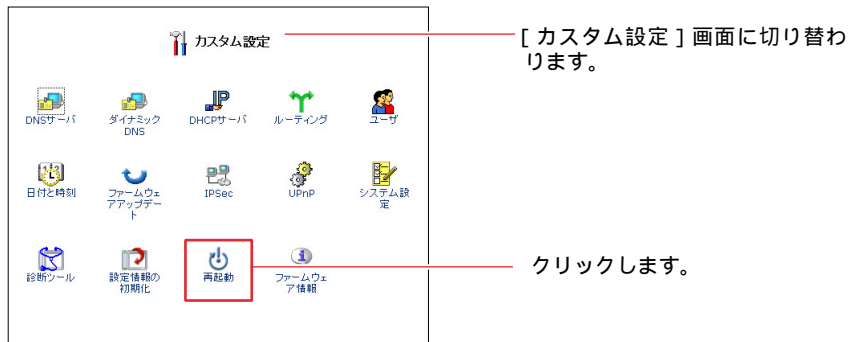 カスタム設定
[ カスタム設定 ] 画面に切り替わ
ります。
DNSサーバ
ダイナミック
DNS
DHCPサーバ
ルーティング
ユーザ
日付と時刻
ファームウェ
アアップデー
ト
IPSec
UPnP
システム設
定
診断ツール
設定情報の
初期化
再起動
ファームウェ
ア情報
クリックします。